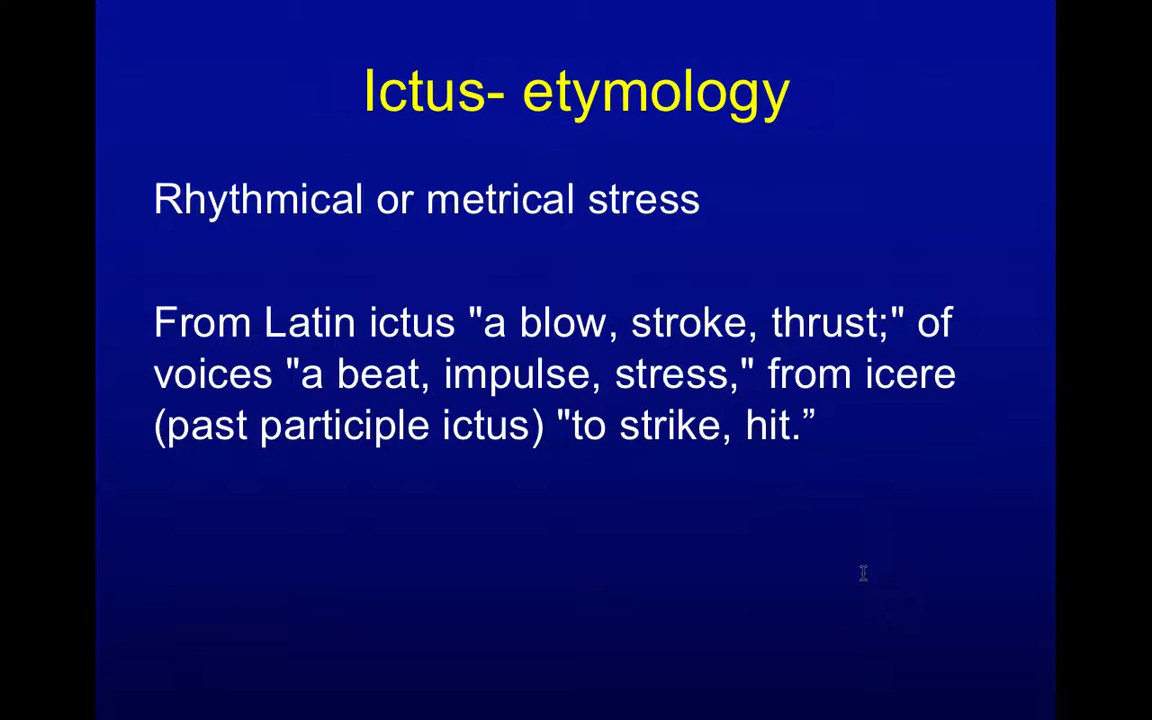 Ictus- etymology
Rhythmical or metrical stress
From Latin ictus "a blow, stroke, thrust;" of
voices "a beat, impulse, stress," from icere
(past participle ictus) "to strike, hit.”